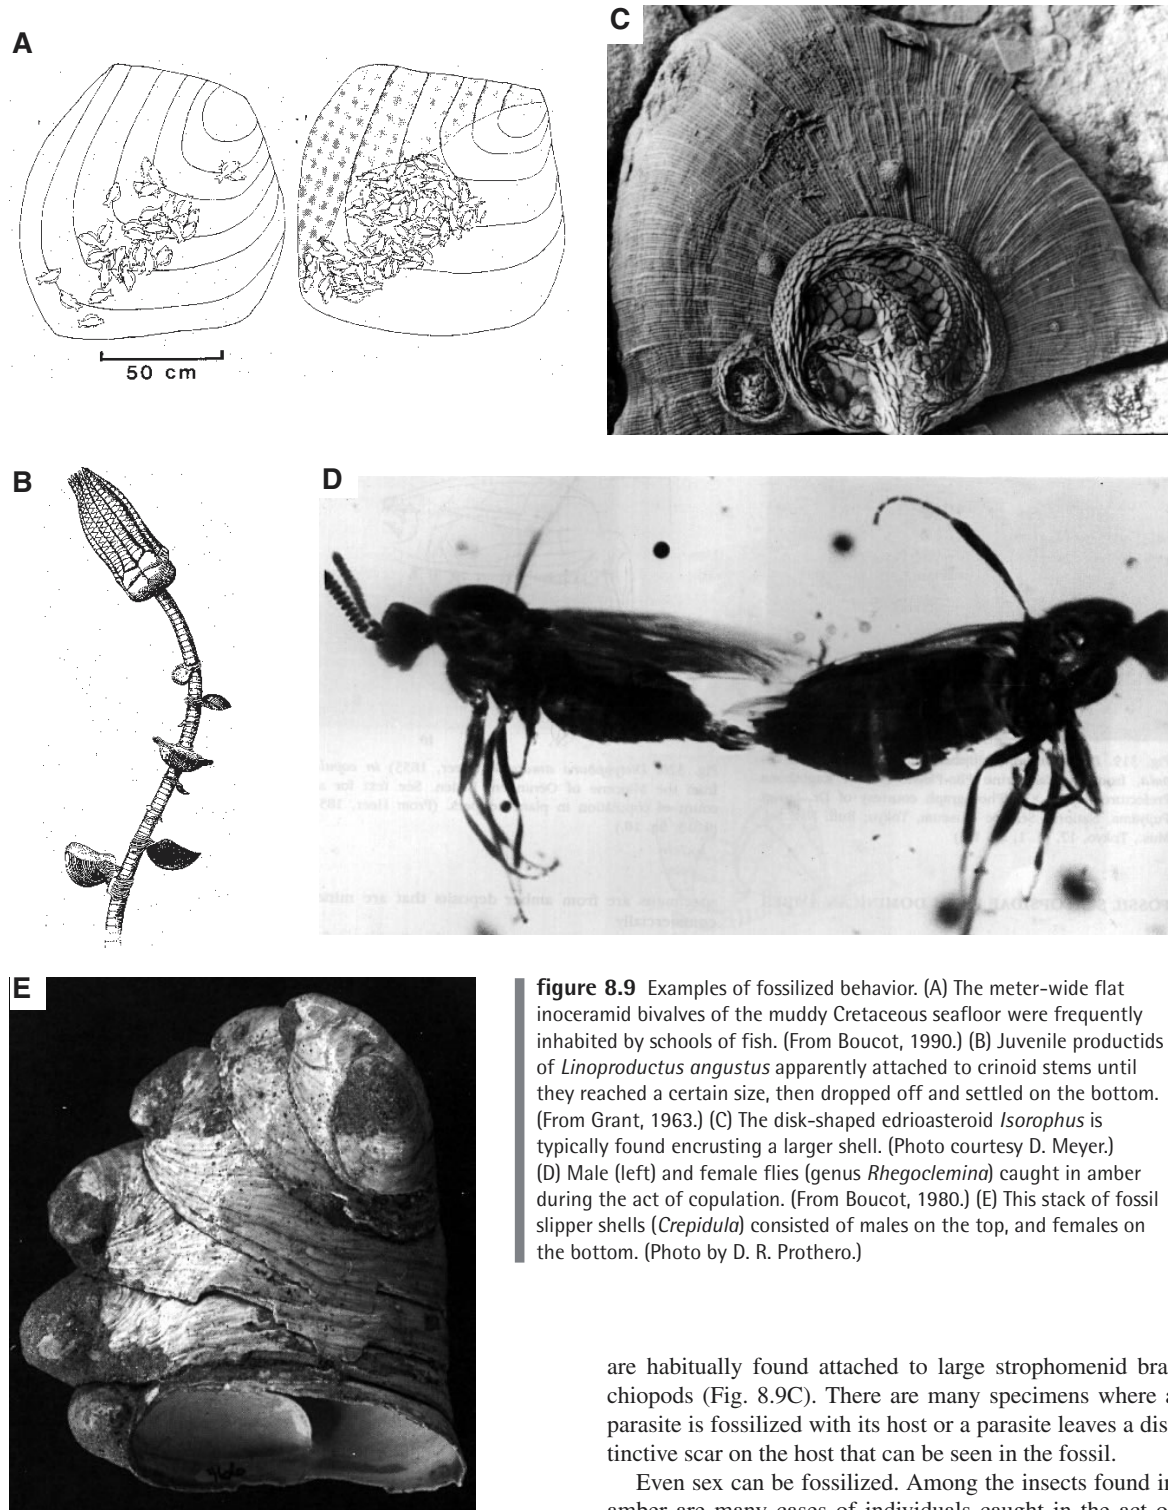 A
C
50 cm
B
D
E
figure 8.9 Examples of fossilized behavior. (A) The meter-wide flat
inoceramid bivalves of the muddy Cretaceous seafloor were frequently
inhabited by schools of fish. (From Boucot, 1990.) (B) Juvenile productids
of Linoproductus angustus apparently attached to crinoid stems until
they reached a certain size, then dropped off and settled on the bottom.
(From Grant, 1963.) (C) The disk-shaped edrioasteroid Isorophus is
typically found encrusting a larger shell. (Photo courtesy D. Meyer.)
(D) Male (left) and female flies (genus Rhegoclemina) caught in amber
during the act of copulation. (From Boucot, 1980.) (E) This stack of fossil
slipper shells (Crepidula) consisted of males on the top, and females on
the bottom. (Photo by D. R. Prothero.)
are habitually found attached to large strophomenid bra
chiopods (Fig. 8.9C). There are many specimens where a
parasite is fossilized with its host or a parasite leaves a dis
tinctive scar on the host that can be seen in the fossil.
Even sex can be fossilized. Among the insects found in
amber are many cases of individuals caught in the act of